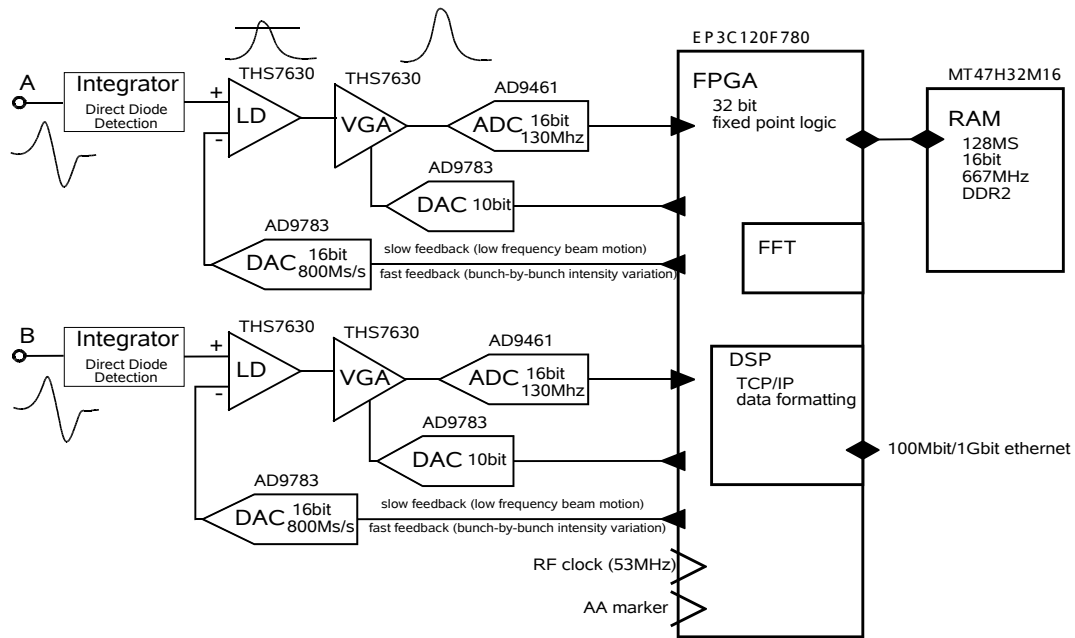 EP3C120F780
A
Integrator
Direct Diode
Detection
+
-
THS7630
LD
THS7630
VGA
AD9461
ADC 16bit
130Mhz
AD9783
DAC 10bit
AD9783
DAC 16bit
800Ms/s
slow feedback (low frequency beam motion)
fast feedback (bunch-by-bunch intensity variation)
FPGA
32 bit
fixed point logic
MT47H32M16
RAM
128MS
16bit
667MHz
DDR2
FFT
B
Integrator
Direct Diode
Detection
+
-
THS7630
LD
THS7630
VGA
AD9461
ADC 16bit
130Mhz
AD9783
DAC 10bit
AD9783
DAC 16bit
800Ms/s
slow feedback (low frequency beam motion)
fast feedback (bunch-by-bunch intensity variation)
DSP
TCP/IP
data formatting
100Mbit/1Gbit ethernet
RF clock (53MHz)
AA marker